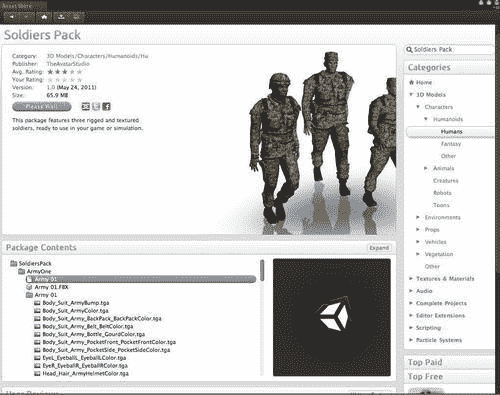 Asset Store
Soldiers Pack
Category: 3D Models/Characters/Humanoids/Hu
Publisher: TheAvatarStudio
Avg. Rating:
Your Rating:
Version: 1.0 (May 24, 2011)
Size: 65.9 MB
Please Wait
This package features three rigged and textured
soldiers, ready to use in your game or simulation.
Package Contents
Expand
SoldiersPack
ArmyOne
Army 01
Army 01.FBX
Army 01
Body_Suit_ArmyBump.tga
Body_Suit_ArmyColor.tga
Body_Suit_Army_BackPack_BackPackColor.tga
Body_Suit_Army_Belt_BeltColor.tga
Body_Suit_Army_Bottle_GourdColor.tga
Body_Suit_Army_PocketFront_PocketFrontColor.tga
Body_Suit_Army_PocketSide_PocketSideColor.tga
EyeL_EyeballL_EyeballLColor.tga
EyeR_EyeballR_EyeballRColor.tga
Head_Hair_ArmyHelmetColor.tga
Soldiers Pack
Categories
Home
3D Models
Characters
Humanoids
Humans
Fantasy
Other
Animals
Creatures
Robots
Toons
Environments
Props
Vehicles
Vegetation
Other
Textures & Materials
Audio
Complete Projects
Editor Extensions
Scripting
Particle Systems
Top Paid
Top Free